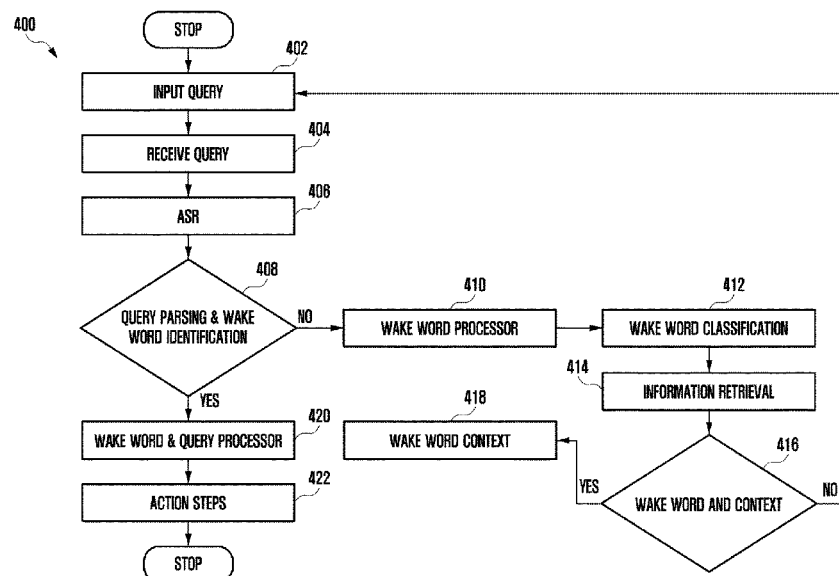 400
STOP
402
INPUT QUERY
404
RECEIVE QUERY
406
ASR
408
QUERY PARSING & WAKE
WORD IDENTIFICATION
NO
410
WAKE WORD PROCESSOR
412
WAKE WORD CLASSIFICATION
414
INFORMATION RETRIEVAL
416
WAKE WORD AND CONTEXT
NO
YES
418
WAKE WORD CONTEXT
YES
420
WAKE WORD & QUERY PROCESSOR
422
ACTION STEPS
STOP